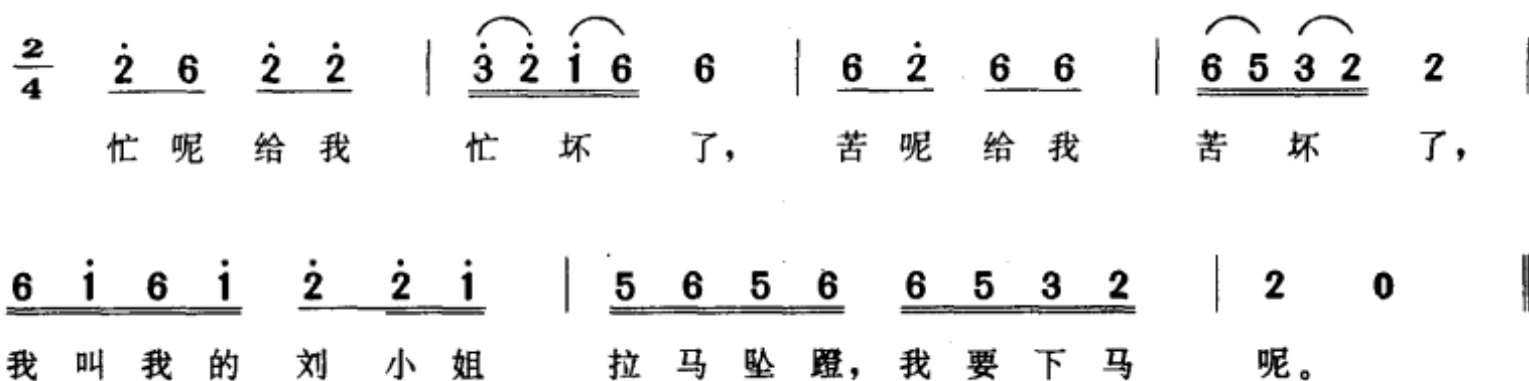 2/4 2̇ 6 2̇ 2̇ | 3̇ 2̇ 1̇ 6 6 | 6 2̇ 6 6 | 6 5 3 2 2 |
忙呢给我 忙坏了，苦呢给我 苦坏了，
6 1̇ 6 1̇ 2̇ 2̇ 1̇ | 5 6 5 6 6 5 3 2 | 2 0 ‖
我叫我的刘小姐 拉马坠蹬，我要下马 呢。